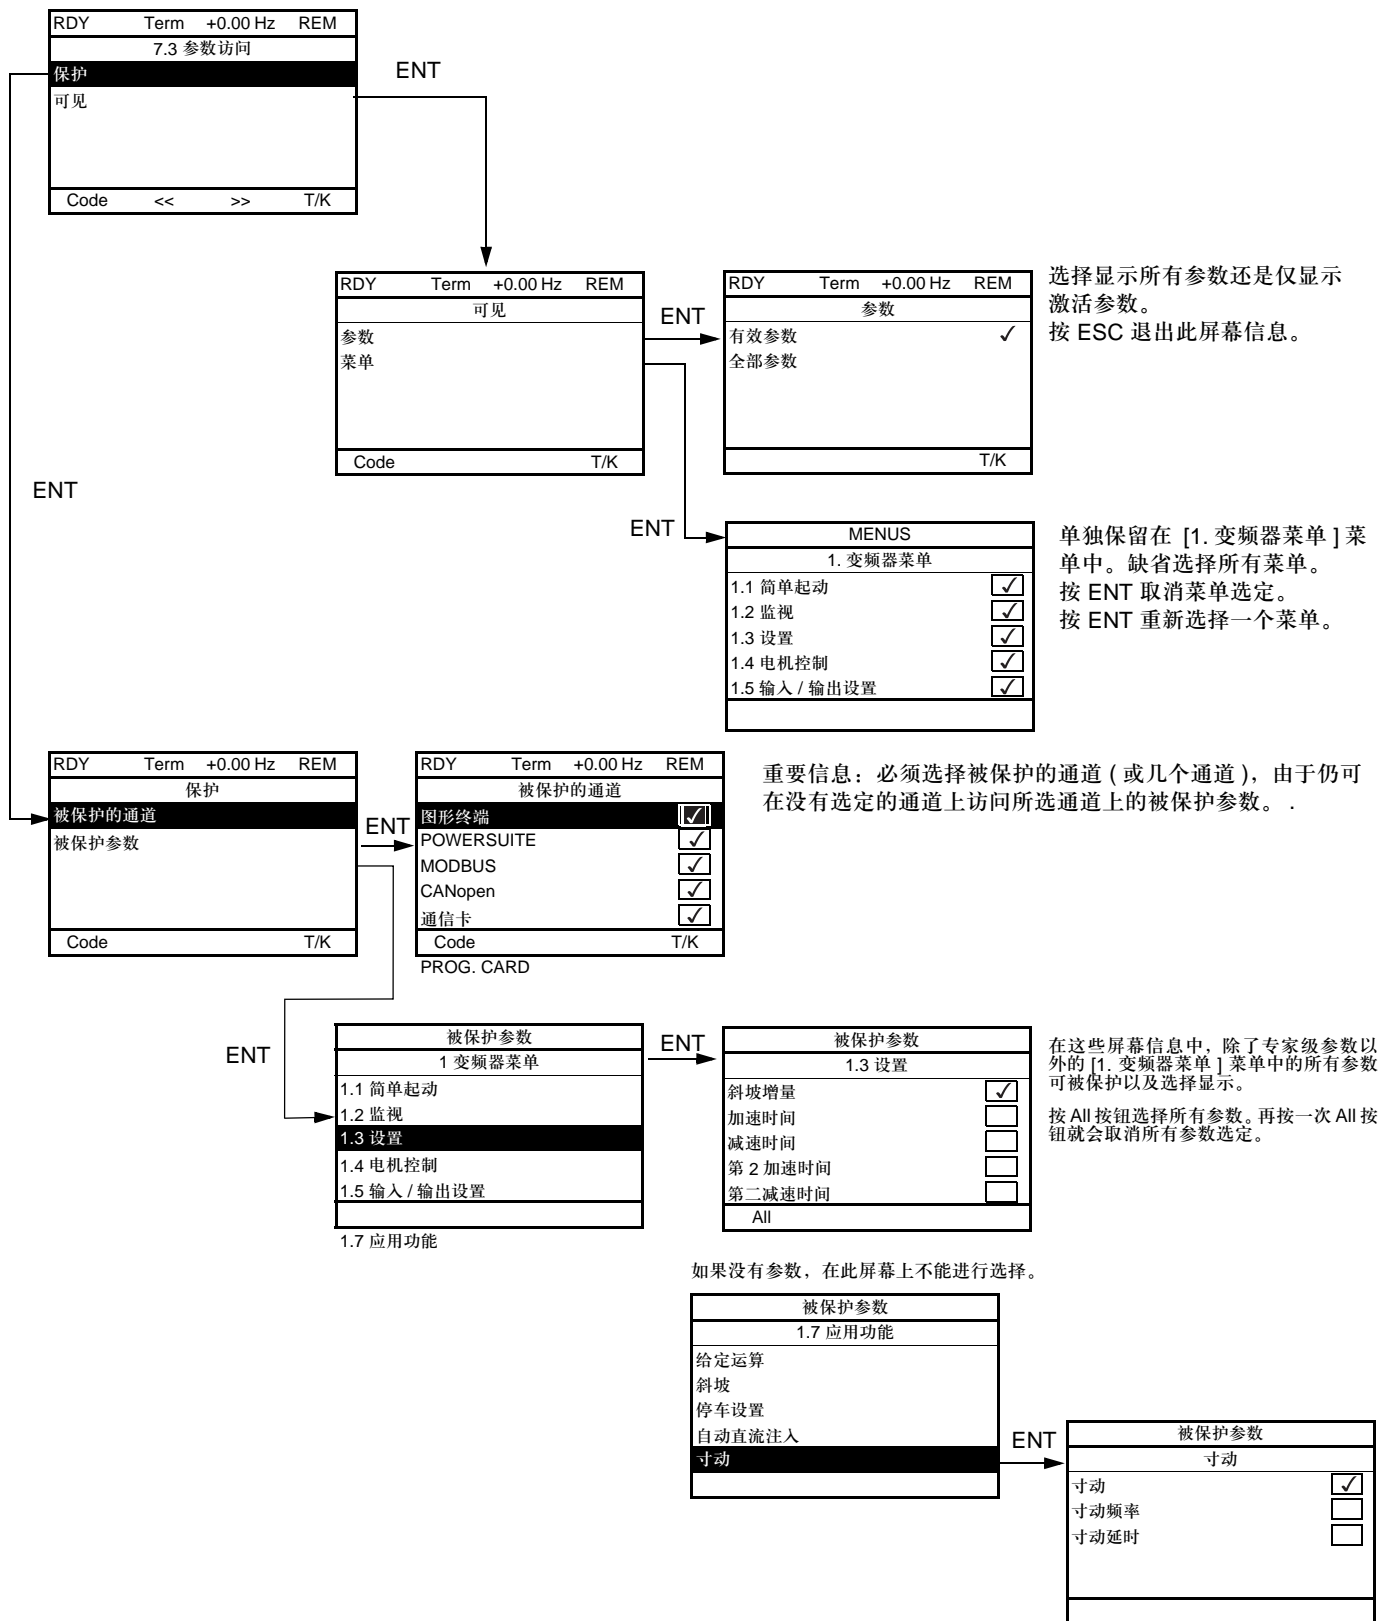 RDY Term +0.00 Hz REM
7.3 参数访问
保护
可见
Code << >> T/K
ENT
RDY Term +0.00 Hz REM
可见
参数
菜单
Code T/K
ENT
RDY Term +0.00 Hz REM
参数
有效参数 ✓
全部参数
T/K
选择显示所有参数还是仅显示
激活参数。
按 ESC 退出此屏幕信息。
ENT
ENT
MENUS
1. 变频器菜单
1.1 简单起动 ✓
1.2 监视 ✓
1.3 设置 ✓
1.4 电机控制 ✓
1.5 输入 / 输出设置 ✓
单独保留在 [1. 变频器菜单 ] 菜
单中。缺省选择所有菜单。
按 ENT 取消菜单选定。
按 ENT 重新选择一个菜单。
RDY Term +0.00 Hz REM
保护
被保护的通道
被保护参数
Code T/K
ENT
RDY Term +0.00 Hz REM
被保护的通道
图形终端 ✓
POWERSUITE ✓
MODBUS ✓
CANopen ✓
通信卡 ✓
Code T/K
PROG. CARD
重要信息：必须选择被保护的通道 ( 或几个通道 )，由于仍可
在没有选定的通道上访问所选通道上的被保护参数。 .
ENT
被保护参数
1 变频器菜单
1.1 简单起动
1.2 监视
1.3 设置
1.4 电机控制
1.5 输入 / 输出设置
1.7 应用功能
ENT
被保护参数
1.3 设置
斜坡增量 ✓
加速时间
减速时间
第 2 加速时间
第二减速时间
All
在这些屏幕信息中，除了专家级参数以
外的 [1. 变频器菜单 ] 菜单中的所有参数
可被保护以及选择显示。
按 All 按钮选择所有参数。再按一次 All 按
钮就会取消所有参数选定。
如果没有参数，在此屏幕上不能进行选择。
被保护参数
1.7 应用功能
给定运算
斜坡
停车设置
自动直流注入
寸动
ENT
被保护参数
寸动
寸动 ✓
寸动频率
寸动延时